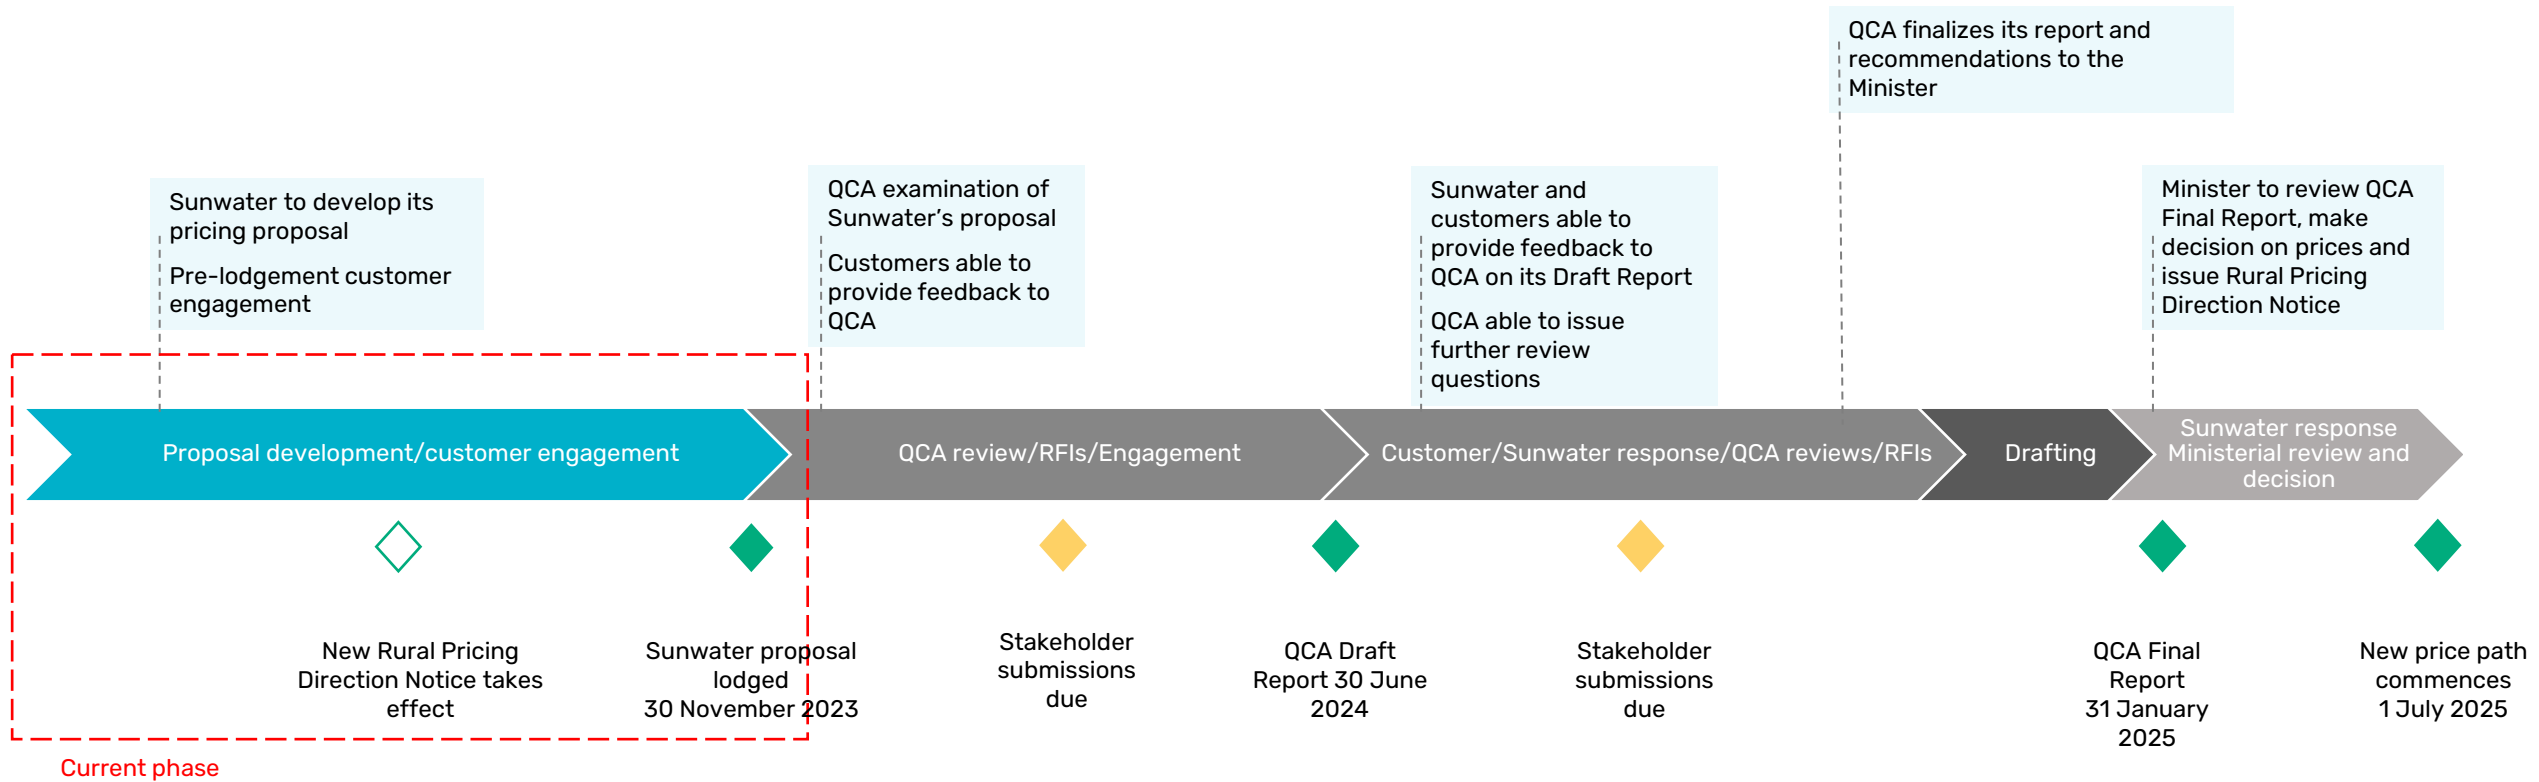 QCA finalizes its report and
recommendations to the
Minister
Sunwater to develop its
pricing proposal
Pre-lodgement customer
engagement
QCA examination of
Sunwater’s proposal
Customers able to
provide feedback to
QCA
Sunwater and
customers able to
provide feedback to
QCA on its Draft Report
QCA able to issue
further review
questions
Minister to review QCA
Final Report, make
decision on prices and
issue Rural Pricing
Direction Notice
Proposal development/customer engagement
QCA review/RFIs/Engagement
Customer/Sunwater response/QCA reviews/RFIs
Drafting
Sunwater response
Ministerial review and
decision
New Rural Pricing
Direction Notice takes
effect
Sunwater proposal
lodged
30 November 2023
Stakeholder
submissions
due
QCA Draft
Report 30 June
2024
Stakeholder
submissions
due
QCA Final
Report
31 January
2025
New price path
commences
1 July 2025
Current phase